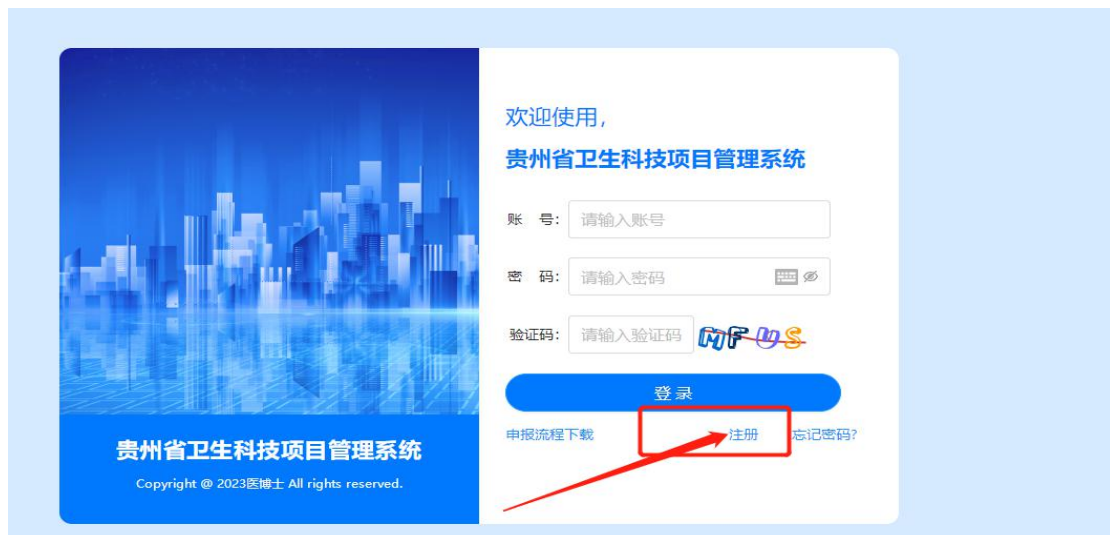 欢迎使用,
贵州省卫生科技项目管理系统
账 号: 请输入账号
密 码: 请输入密码
验证码: 请输入验证码 MFUS
登录
申报流程下载 注册 忘记密码?
贵州省卫生科技项目管理系统
Copyright @ 2023医博士 All rights reserved.